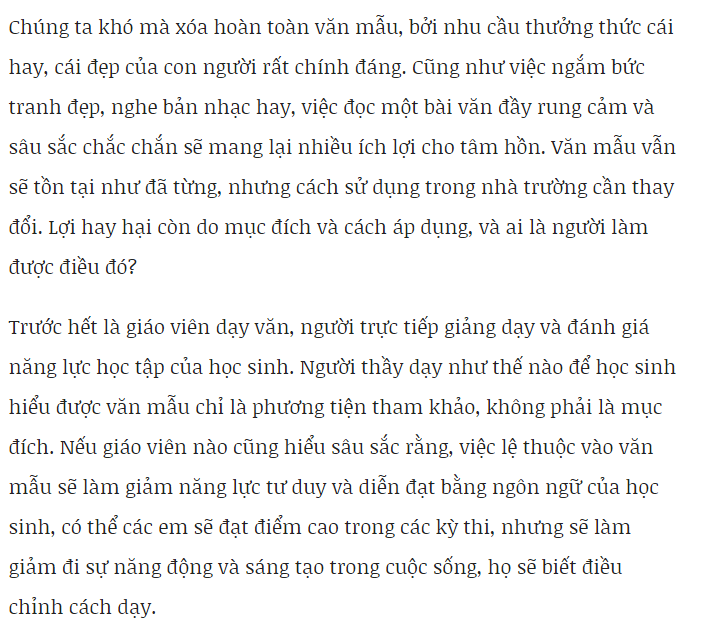 Chúng ta khó mà xóa hoàn toàn văn mẫu, bởi nhu cầu thưởng thức cái
hay, cái đẹp của con người rất chính đáng. Cũng như việc ngắm bức
tranh đẹp, nghe bản nhạc hay, việc đọc một bài văn đầy rung cảm và
sâu sắc chắc chắn sẽ mang lại nhiều ích lợi cho tâm hồn. Văn mẫu vẫn
sẽ tồn tại như đã từng, nhưng cách sử dụng trong nhà trường cần thay
đổi. Lợi hay hại còn do mục đích và cách áp dụng, và ai là người làm
được điều đó?
Trước hết là giáo viên dạy văn, người trực tiếp giảng dạy và đánh giá
năng lực học tập của học sinh. Người thầy dạy như thế nào để học sinh
hiểu được văn mẫu chỉ là phương tiện tham khảo, không phải là mục
đích. Nếu giáo viên nào cũng hiểu sâu sắc rằng, việc lệ thuộc vào văn
mẫu sẽ làm giảm năng lực tư duy và diễn đạt bằng ngôn ngữ của học
sinh, có thể các em sẽ đạt điểm cao trong các kỳ thi, nhưng sẽ làm
giảm đi sự năng động và sáng tạo trong cuộc sống, họ sẽ biết điều
chỉnh cách dạy.